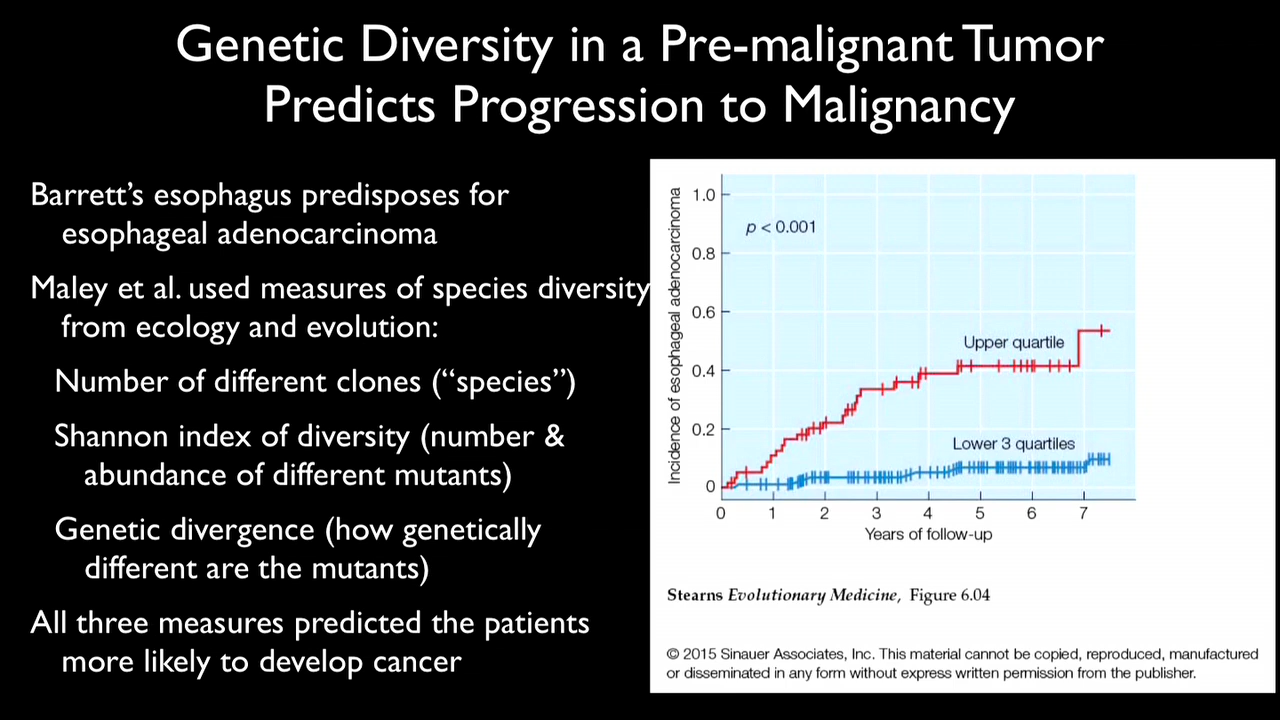 Genetic Diversity in a Pre-malignant Tumor
Predicts Progression to Malignancy
Barrett’s esophagus predisposes for
esophageal adenocarcinoma
Maley et al. used measures of species diversity
from ecology and evolution:
Number of different clones (“species”)
Shannon index of diversity (number &
abundance of different mutants)
Genetic divergence (how genetically
different are the mutants)
All three measures predicted the patients
more likely to develop cancer
Incidence of esophageal adenocarcinoma
1.0
0.8
0.6
0.4
0.2
0
p < 0.001
Upper quartile
Lower 3 quartiles
0 1 2 3 4 5 6 7
Years of follow-up
Stearns Evolutionary Medicine, Figure 6.04
© 2015 Sinauer Associates, Inc. This material cannot be copied, reproduced, manufactured
or disseminated in any form without express written permission from the publisher.